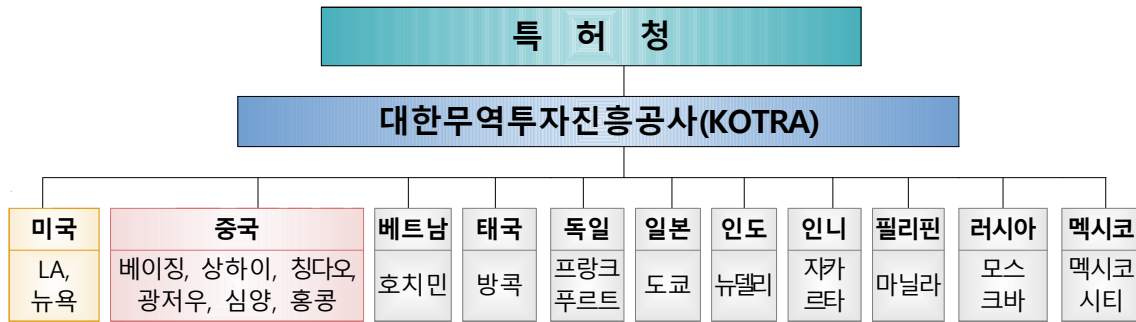 특 허 청
대한무역투자진흥공사(KOTRA)
미국
LA,
뉴욕
중국
베이징, 상하이, 칭다오,
광저우, 심양, 홍콩
베트남
호치민
태국
방콕
독일
프랑크
푸르트
일본
도쿄
인도
뉴델리
인니
쟈카
르타
필리핀
마닐라
러시아
모스
크바
멕시코
멕시코
시티